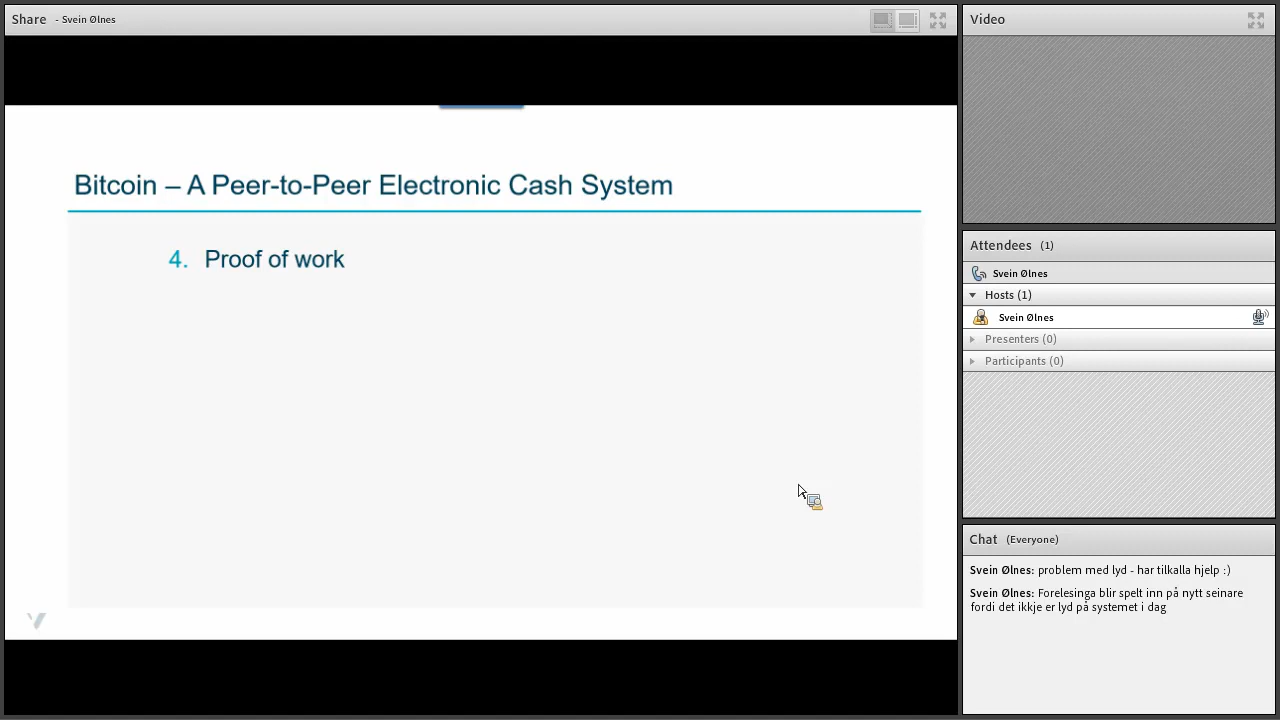 Share - Svein Ølnes
Bitcoin – A Peer-to-Peer Electronic Cash System
4. Proof of work
Video
Attendees (1)
Svein Ølnes
Hosts (1)
Svein Ølnes
Presenters (0)
Participants (0)
Chat (Everyone)
Svein Ølnes: problem med lyd - har tilkalla hjelp :)
Svein Ølnes: Forelesinga blir spelt inn på nytt seinare
fordi det ikkje er lyd på systemet i dag